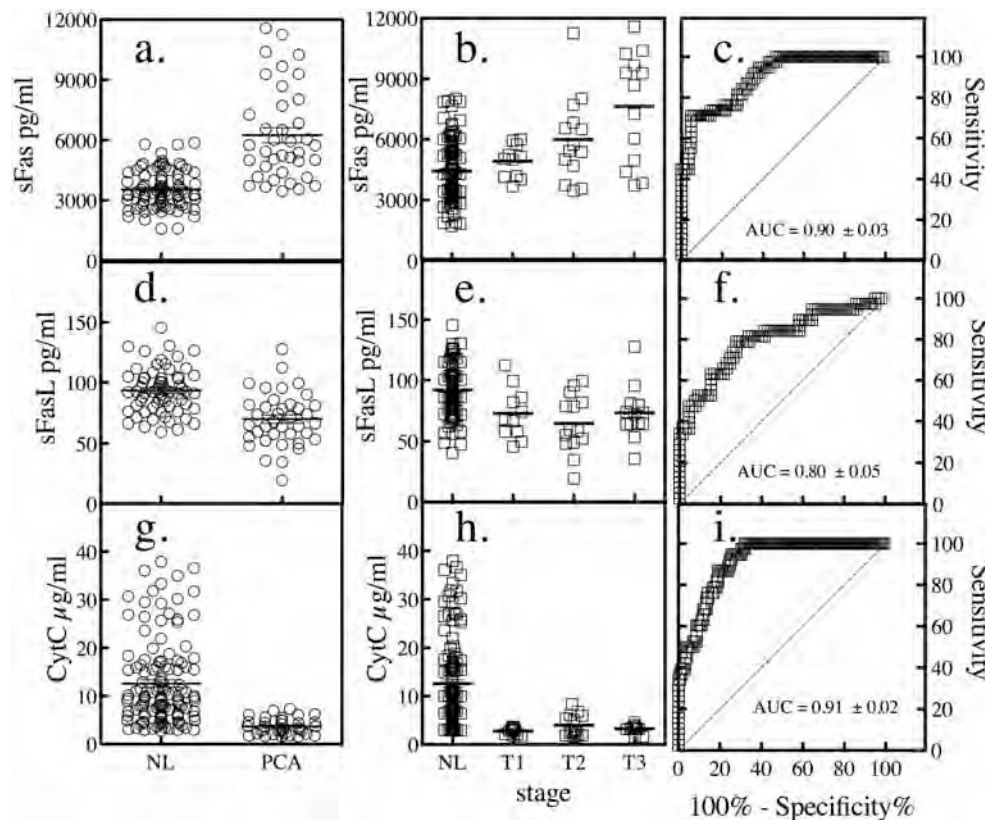 12000
9000
6000
3000
0
sFas pg/ml
a.
12000
9000
6000
3000
0
sFas pg/ml
b.
c.
100
80
60
40
20
0
Sensitivity
AUC = 0.90 ±0.03
150
100
50
0
sFasL pg/ml
d.
150
100
50
0
sFasL pg/ml
e.
f.
100
80
60
40
20
0
Sensitivity
AUC = 0.80 ±0.05
40
30
20
10
0
CytC µg/ml
g.
NL PCA
40
30
20
10
0
CytC µg/ml
h.
NL T1 T2 T3
stage
i.
100
80
60
40
20
0
Sensitivity
AUC = 0.91 ±0.02
0 20 40 60 80 100
100% - Specificity%